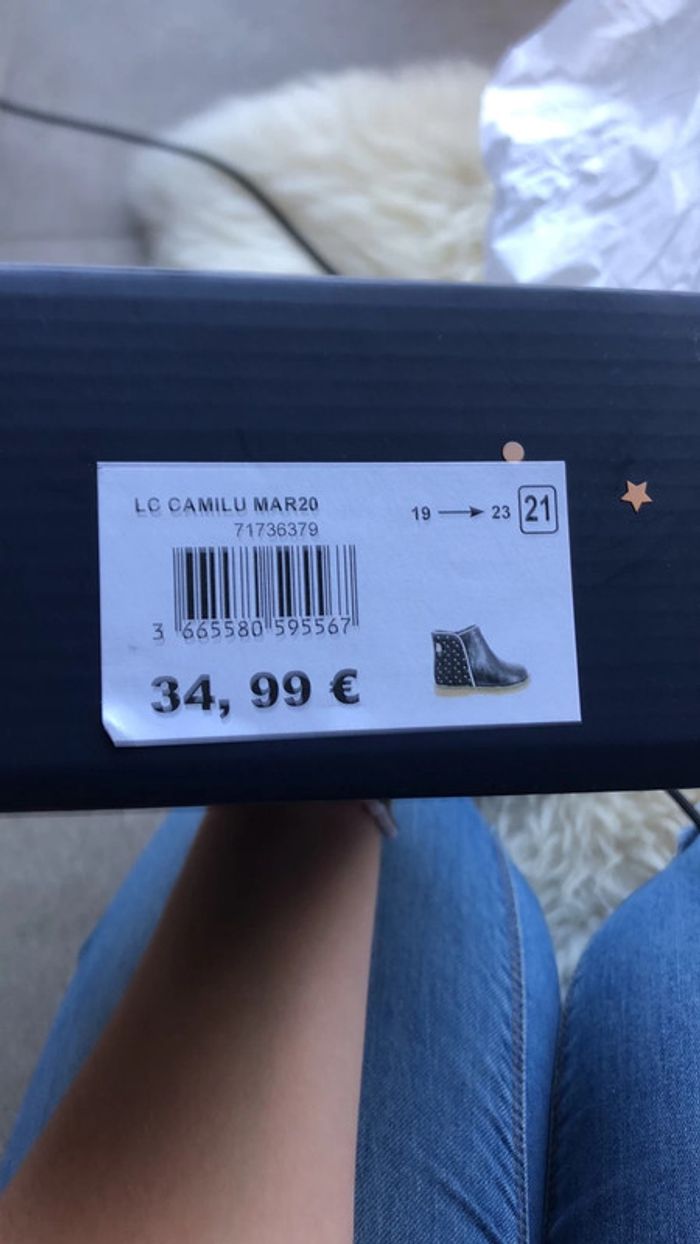 LC CAMILU MAR20
71736379
19 → 23 21
3 665580 595567
34, 99 €